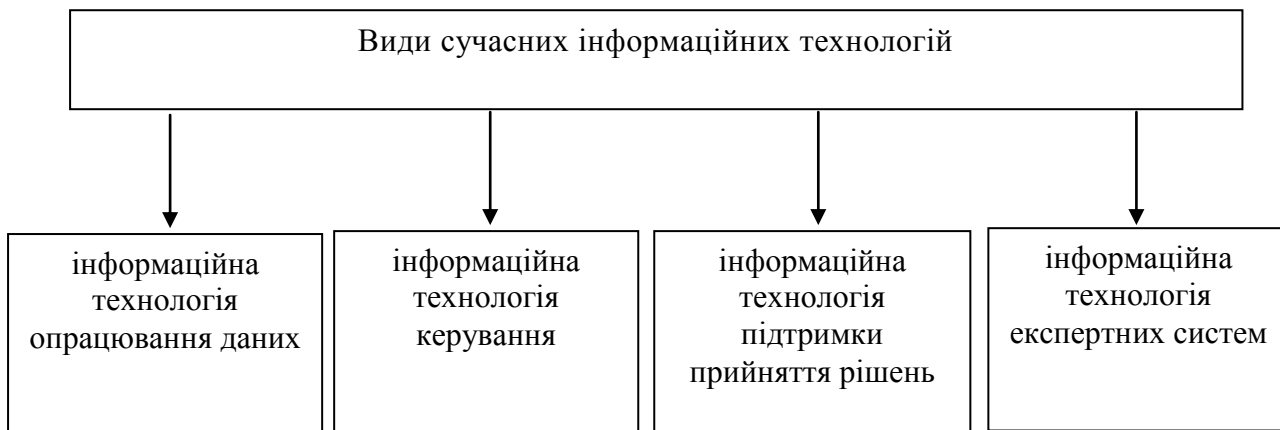 Види сучасних інформаційних технологій
інформаційна
технологія
опрацювання даних
інформаційна
технологія
керування
інформаційна
технологія
підтримки
прийняття рішень
інформаційна
технологія
експертних систем